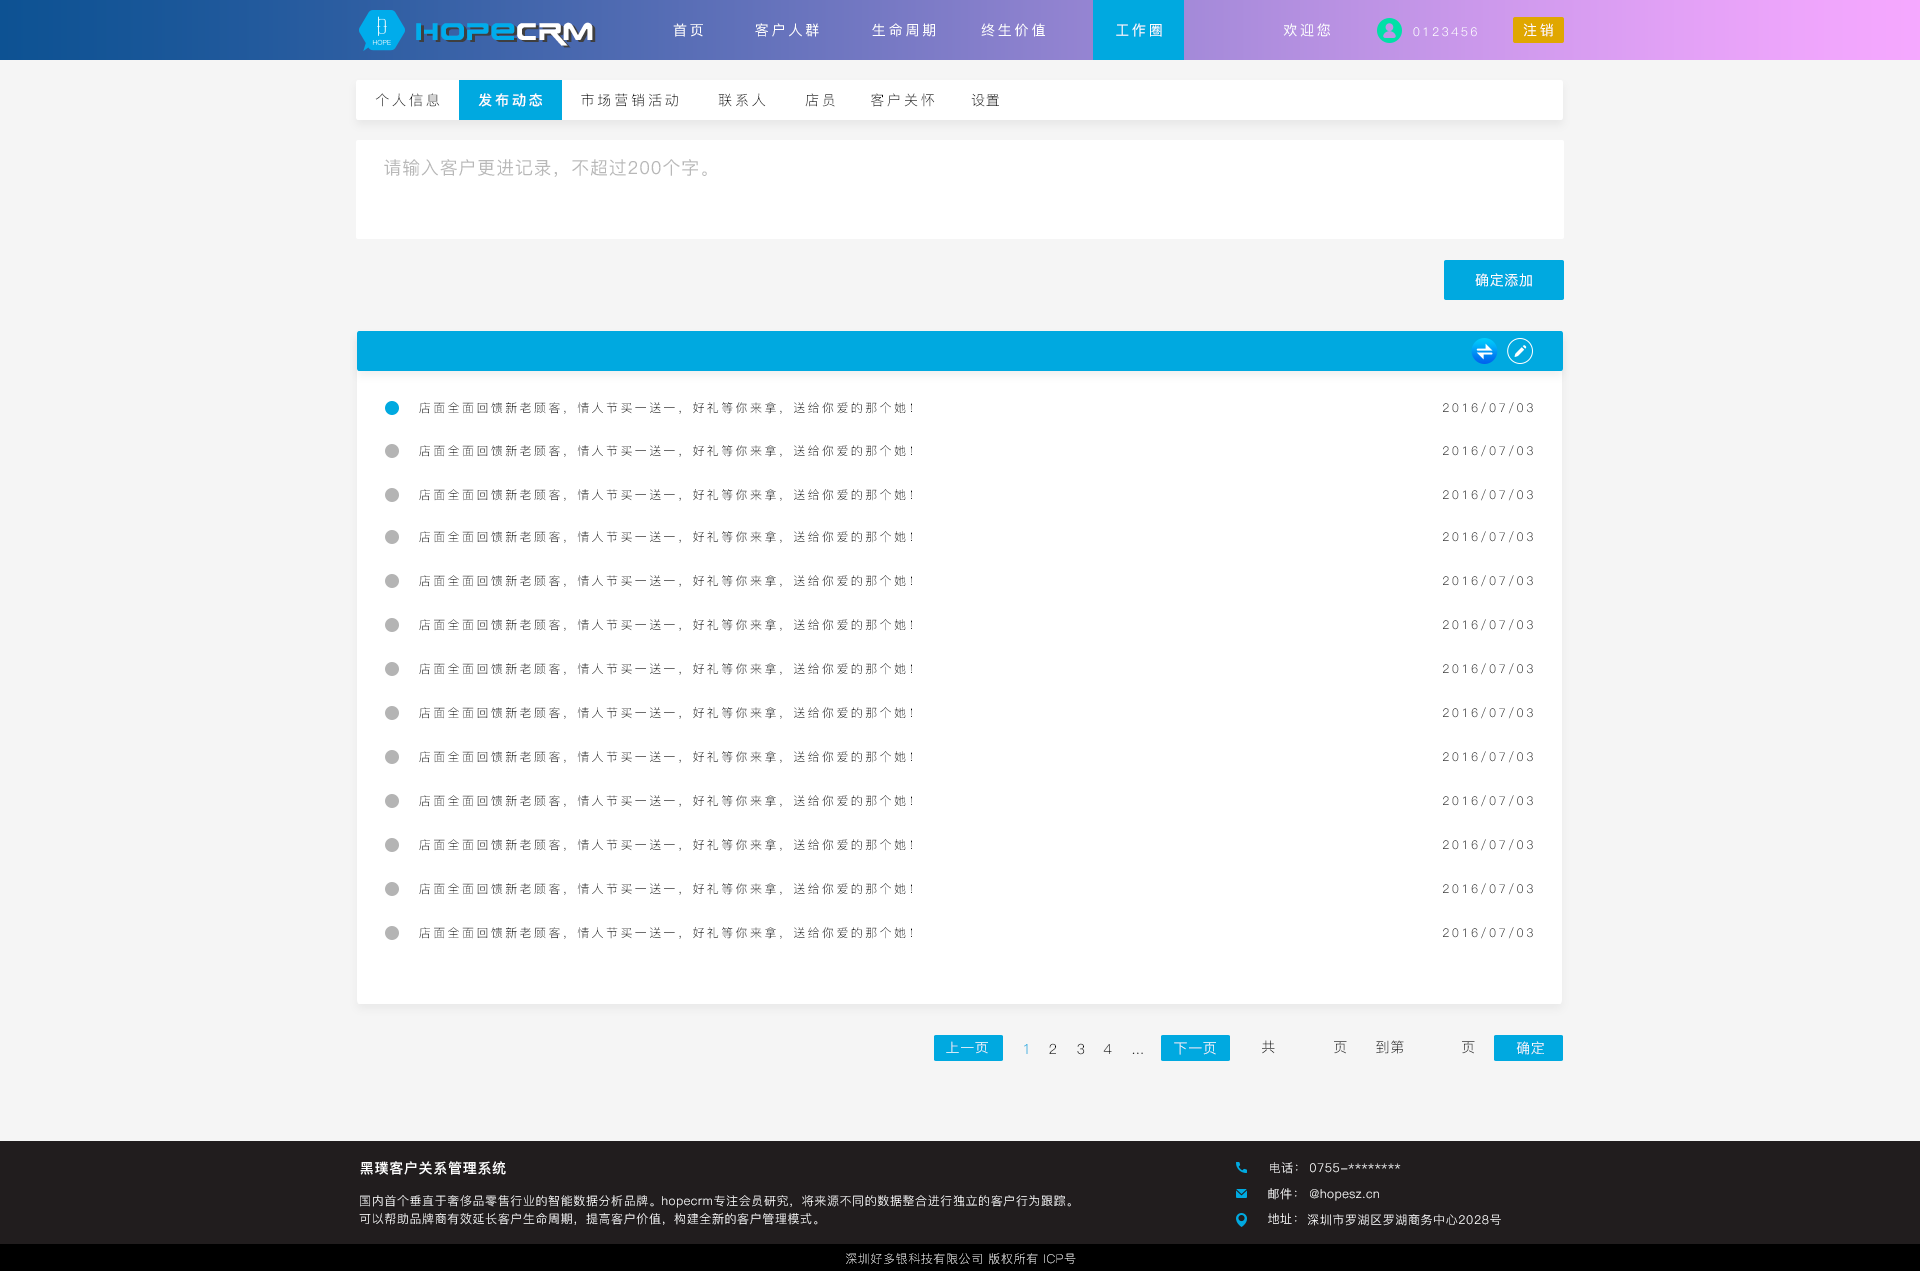 HOPE HOPECRM 首页 客户人群 生命周期 终生价值 工作圈 欢迎您 0123456 注销
个人信息 发布动态 市场营销活动 联系人 店员 客户关怀 设置
请输入客户更进记录，不超过200个字。
确定添加
店面全面回馈新老顾客，情人节买一送一，好礼等你来拿，送给你爱的那个她！ 2016/07/03
店面全面回馈新老顾客，情人节买一送一，好礼等你来拿，送给你爱的那个她！ 2016/07/03
店面全面回馈新老顾客，情人节买一送一，好礼等你来拿，送给你爱的那个她！ 2016/07/03
店面全面回馈新老顾客，情人节买一送一，好礼等你来拿，送给你爱的那个她！ 2016/07/03
店面全面回馈新老顾客，情人节买一送一，好礼等你来拿，送给你爱的那个她！ 2016/07/03
店面全面回馈新老顾客，情人节买一送一，好礼等你来拿，送给你爱的那个她！ 2016/07/03
店面全面回馈新老顾客，情人节买一送一，好礼等你来拿，送给你爱的那个她！ 2016/07/03
店面全面回馈新老顾客，情人节买一送一，好礼等你来拿，送给你爱的那个她！ 2016/07/03
店面全面回馈新老顾客，情人节买一送一，好礼等你来拿，送给你爱的那个她！ 2016/07/03
店面全面回馈新老顾客，情人节买一送一，好礼等你来拿，送给你爱的那个她！ 2016/07/03
店面全面回馈新老顾客，情人节买一送一，好礼等你来拿，送给你爱的那个她！ 2016/07/03
店面全面回馈新老顾客，情人节买一送一，好礼等你来拿，送给你爱的那个她！ 2016/07/03
店面全面回馈新老顾客，情人节买一送一，好礼等你来拿，送给你爱的那个她！ 2016/07/03
上一页 1 2 3 4 ... 下一页 共 页 到第 页 确定
黑璞客户关系管理系统
国内首个垂直于奢侈品零售行业的智能数据分析品牌。hopecrm专注会员研究，将来源不同的数据整合进行独立的客户行为跟踪。
可以帮助品牌商有效延长客户生命周期，提高客户价值，构建全新的客户管理模式。
电话： 0755-********
邮件： @hopesz.cn
地址： 深圳市罗湖区罗湖商务中心2028号
深圳好多银科技有限公司 版权所有 ICP号